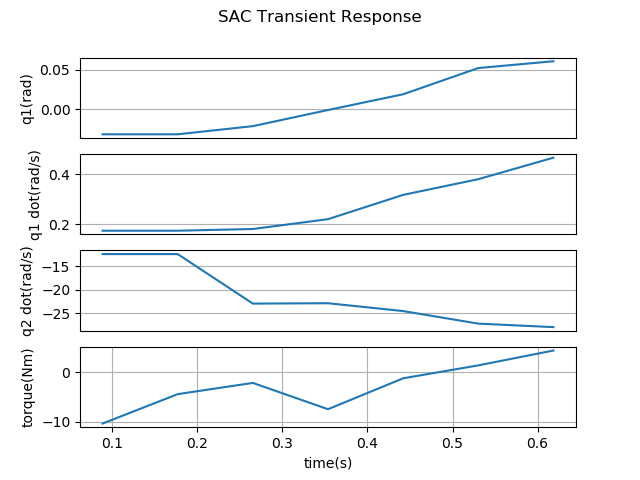 SAC Transient Response
q1(rad)
0.05
0.00
q1 dot(rad/s)
0.4
0.2
q2 dot(rad/s)
−15
−20
−25
torque(Nm)
0
−10
0.1 0.2 0.3 0.4 0.5 0.6
time(s)